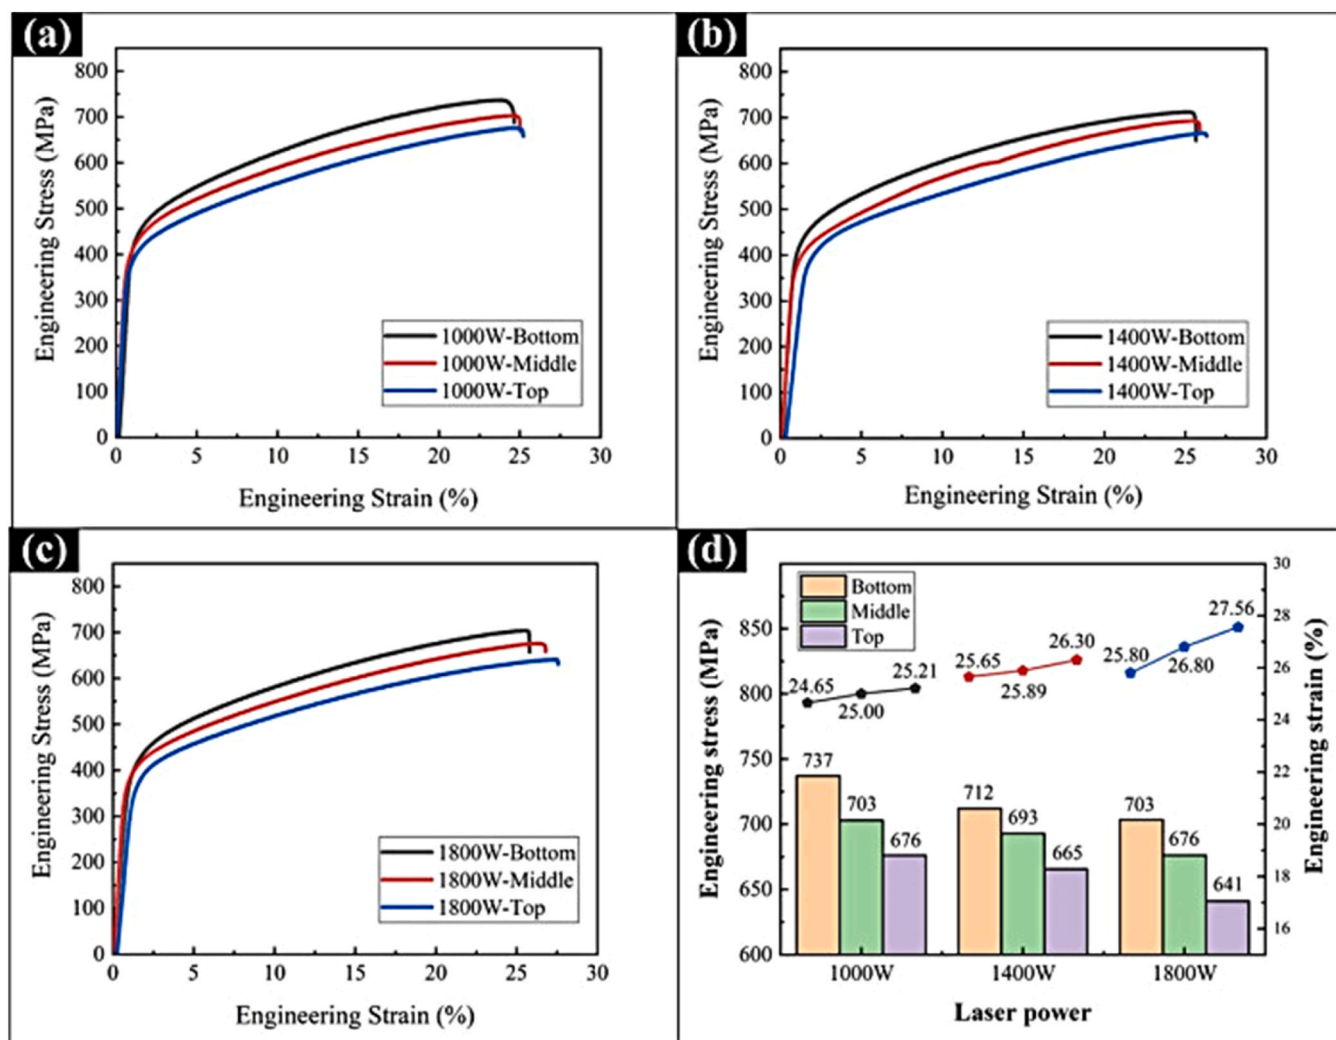 (a)
800
700
600
500
400
300
200
100
0
Engineering Stress (MPa)
1000W-Bottom
1000W-Middle
1000W-Top
0 5 10 15 20 25 30
Engineering Strain (%)
(b)
800
700
600
500
400
300
200
100
0
Engineering Stress (MPa)
1400W-Bottom
1400W-Middle
1400W-Top
0 5 10 15 20 25 30
Engineering Strain (%)
(c)
800
700
600
500
400
300
200
100
0
Engineering Stress (MPa)
1800W-Bottom
1800W-Middle
1800W-Top
0 5 10 15 20 25 30
Engineering Strain (%)
(d)
Bottom
Middle
Top
850
800
750
700
650
600
Engineering stress (MPa)
24.65
25.00
25.21
25.65
25.89
26.30
25.80
26.80
27.56
737
703
676
712
693
665
703
676
641
30
28
26
24
22
20
18
16
Engineering strain (%)
1000W 1400W 1800W
Laser power